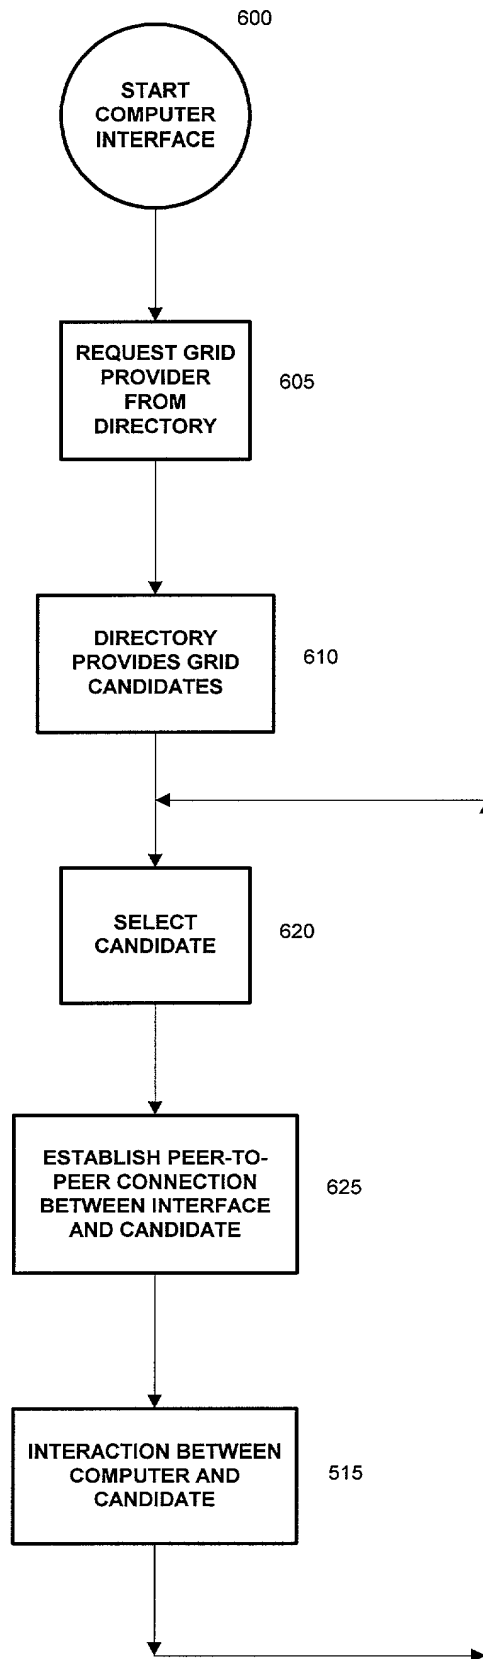 600
START
COMPUTER
INTERFACE
REQUEST GRID
PROVIDER
FROM
DIRECTORY
605
DIRECTORY
PROVIDES GRID
CANDIDATES
610
SELECT
CANDIDATE
620
ESTABLISH PEER-TO-
PEER CONNECTION
BETWEEN INTERFACE
AND CANDIDATE
625
INTERACTION BETWEEN
COMPUTER AND
CANDIDATE
515